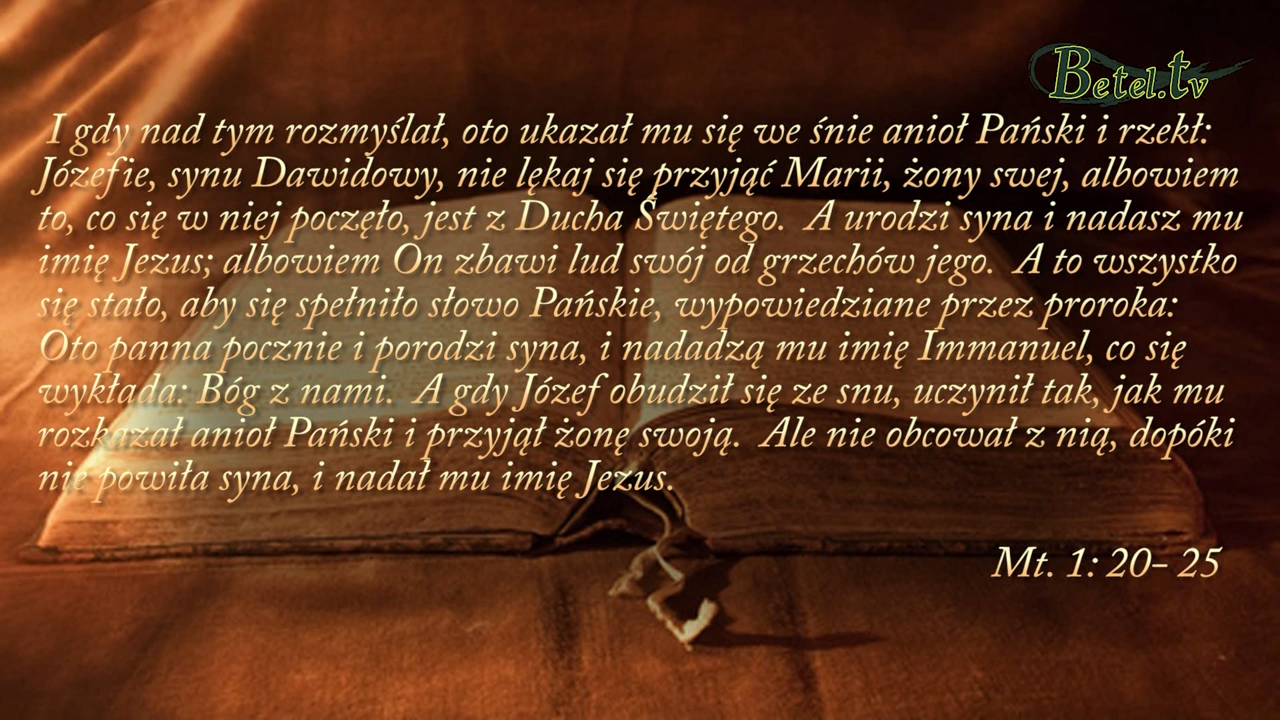 Betel.tv
I gdy nad tym rozmyślał, oto ukazał mu się we śnie anioł Pański i rzekł:
Józefie, synu Dawidowy, nie lękaj się przyjąć Marii, żony swej, albowiem
to, co się w niej poczęło, jest z Ducha Świętego. A urodzi syna i nadasz mu
imię Jezus; albowiem On zbawi lud swój od grzechów jego. A to wszystko
się stało, aby się spełniło słowo Pańskie, wypowiedziane przez proroka:
Oto panna pocznie i porodzi syna, i nadadzą mu imię Immanuel, co się
wykłada: Bóg z nami. A gdy Józef obudził się ze snu, uczynił tak, jak mu
rozkazał anioł Pański i przyjął żonę swoją. Ale nie obcował z nią, dopóki
nie powiła syna, i nadał mu imię Jezus.
Mt. 1: 20- 25